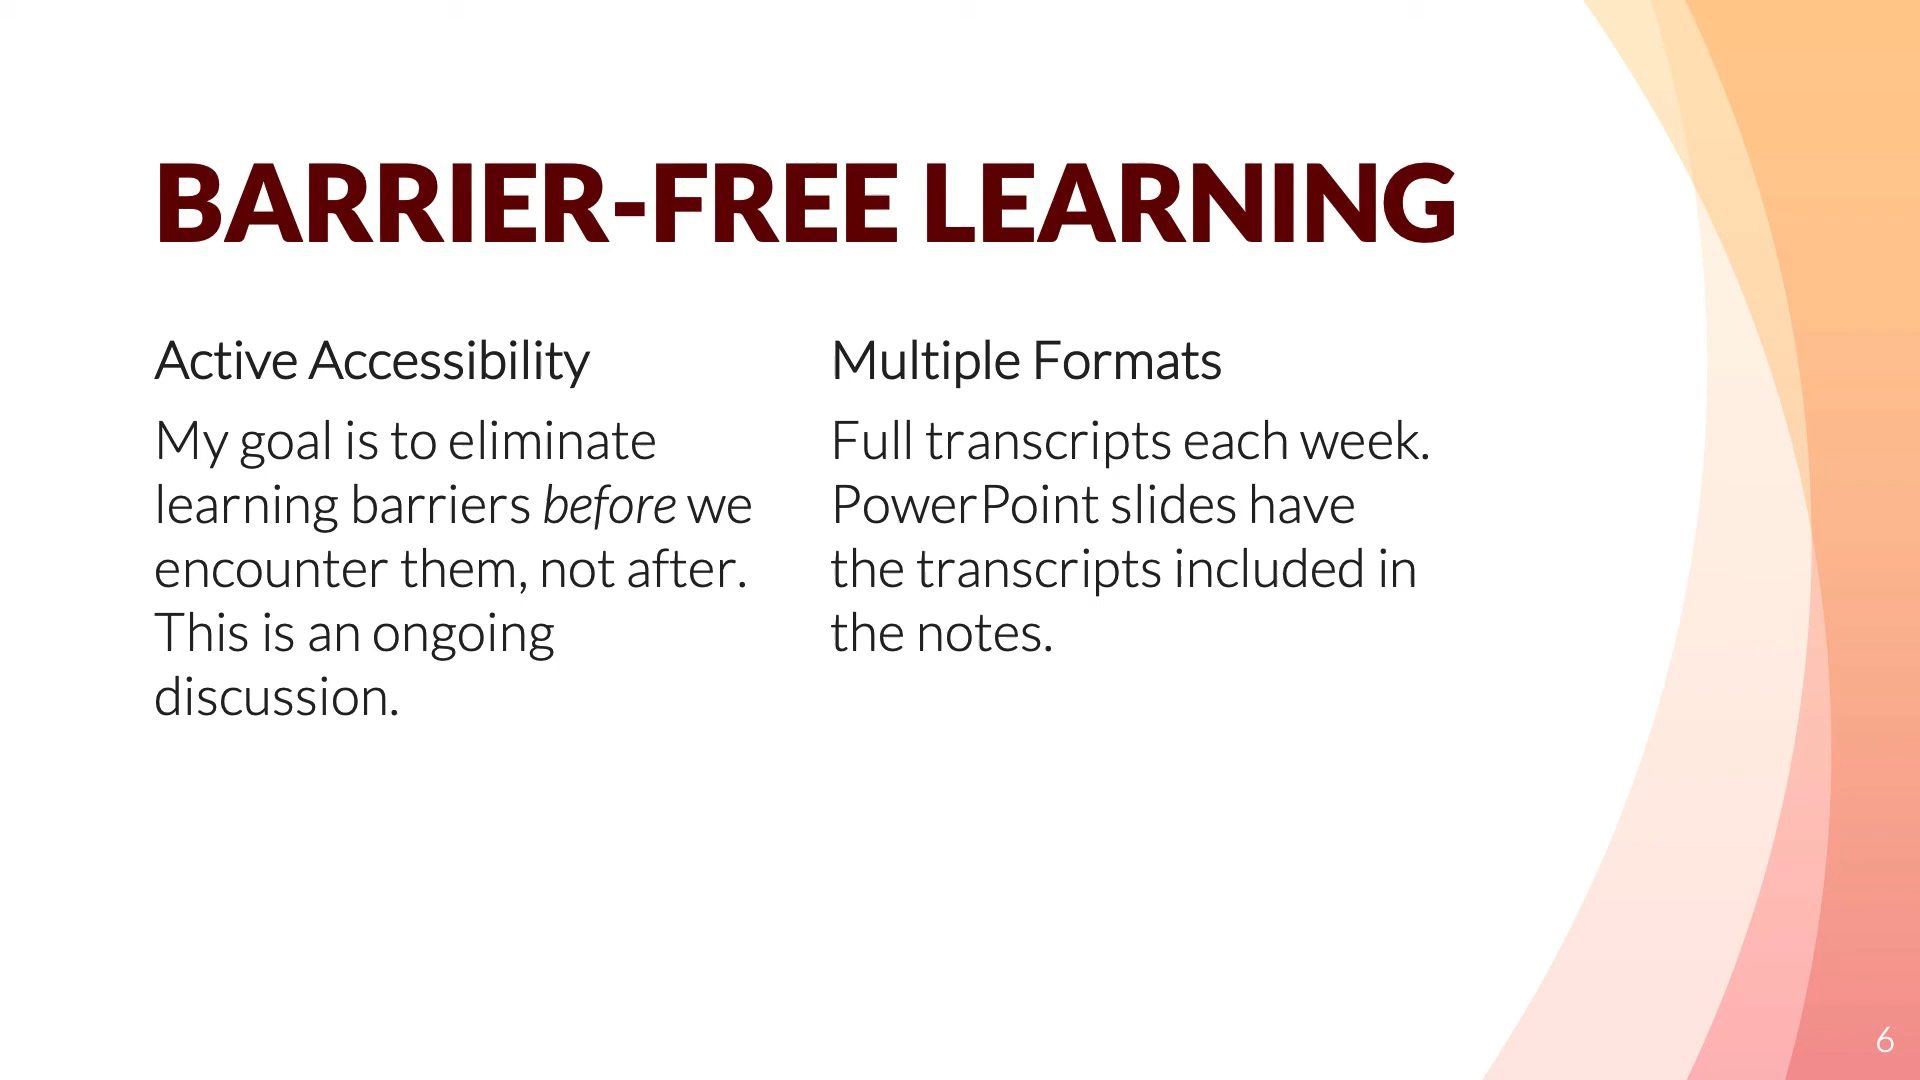 BARRIER-FREE LEARNING
Active Accessibility
My goal is to eliminate
learning barriers before we
encounter them, not after.
This is an ongoing
discussion.
Multiple Formats
Full transcripts each week.
PowerPoint slides have
the transcripts included in
the notes.
6